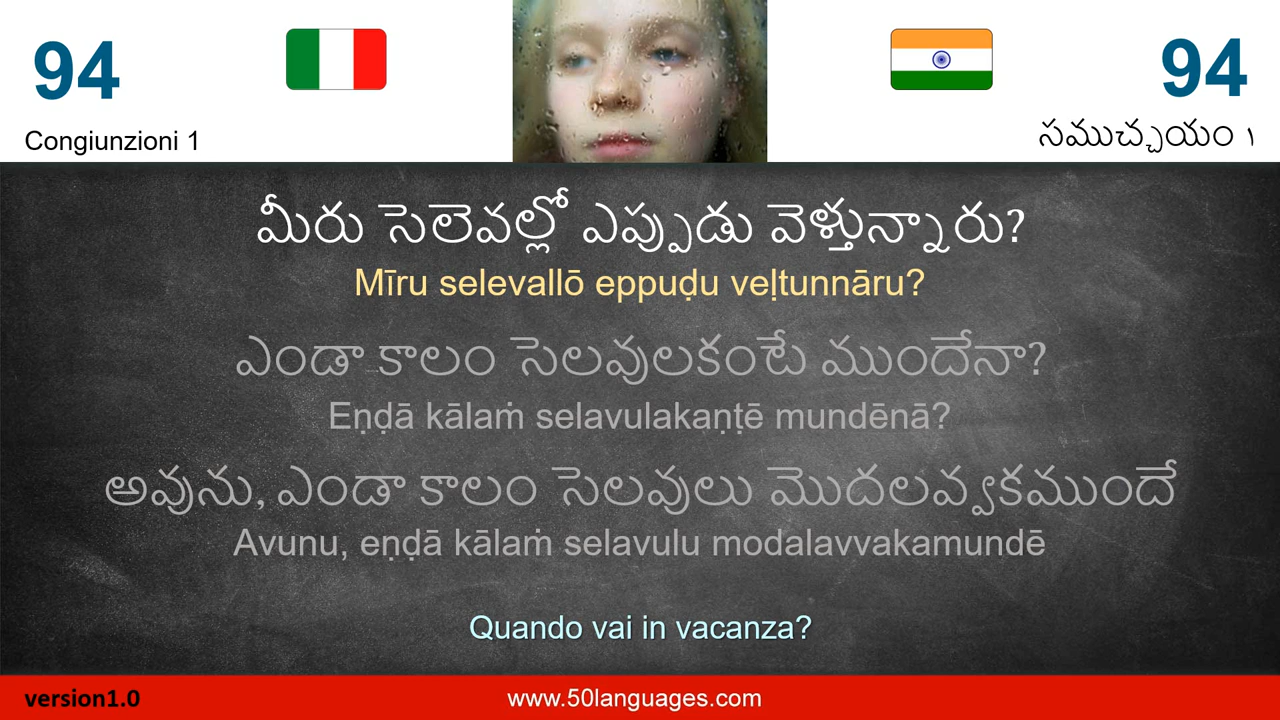 94
94
Congiunzioni 1
సముచ్చయం ౧
మీరు సెలెవల్లో ఎప్పుడు వెళ్తున్నారు?
Mīru selevallō eppuḍu veḷtunnāru?
ఎండా కాలం సెలవులకంటే ముందేనా?
Eṇḍā kālaṁ selavulakaṇṭē mundēnā?
అవును, ఎండా కాలం సెలవులు మొదలవ్వకముందే
Avunu, eṇḍā kālaṁ selavulu modalavvakamundē
Quando vai in vacanza?
version1.0
www.50languages.com